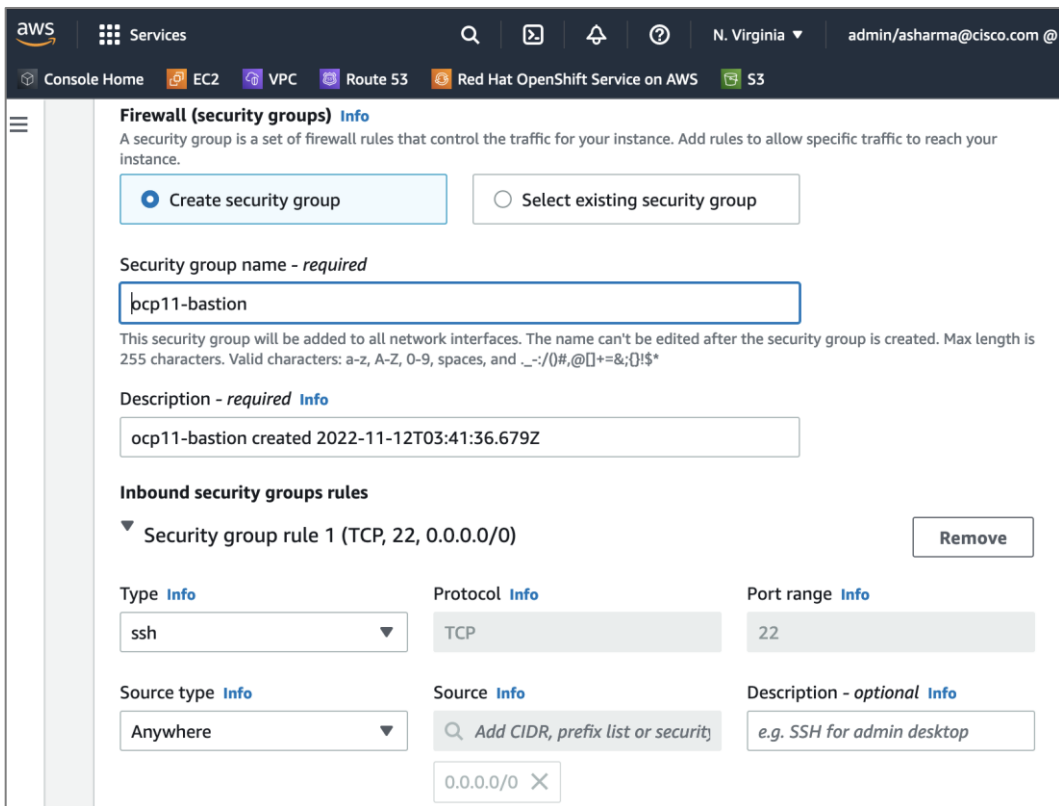 aws Services N. Virginia ▼ admin/asharma@cisco.com @
Console Home EC2 VPC Route 53 Red Hat OpenShift Service on AWS S3
Firewall (security groups) Info
A security group is a set of firewall rules that control the traffic for your instance. Add rules to allow specific traffic to reach your
instance.
Create security group Select existing security group
Security group name - required
ocp11-bastion
This security group will be added to all network interfaces. The name can't be edited after the security group is created. Max length is
255 characters. Valid characters: a-z, A-Z, 0-9, spaces, and ._-:/()#,@[]+=&;{}!$*
Description - required Info
ocp11-bastion created 2022-11-12T03:41:36.679Z
Inbound security groups rules
Security group rule 1 (TCP, 22, 0.0.0.0/0) Remove
Type Info Protocol Info Port range Info
ssh TCP 22
Source type Info Source Info Description - optional Info
Anywhere Add CIDR, prefix list or security e.g. SSH for admin desktop
0.0.0.0/0